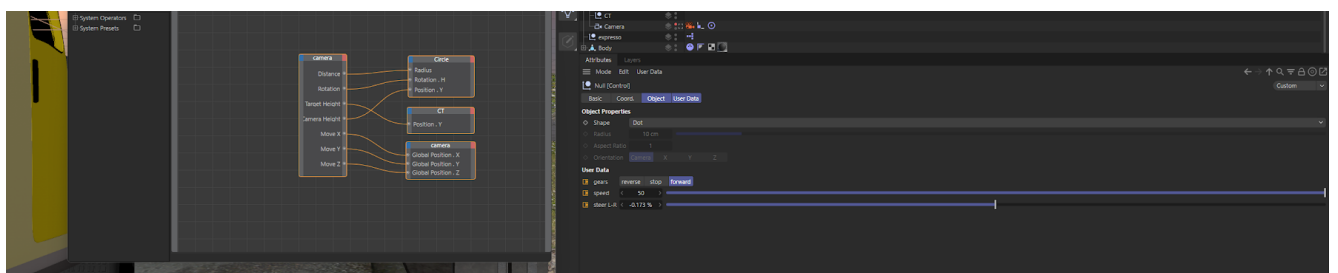 System Operators
System Presets
camera
Distance
Rotation
Target Height
Camera Height
Move X
Move Y
Move Z
Circle
Radius
Rotation . H
Position . Y
CT
Position . Y
camera
Global Position . X
Global Position . Y
Global Position . Z
CT
Camera
espresso
Body
Attributes Layers
Mode Edit User Data
Null [Control]
Custom
Basic Coord. Object User Data
Object Properties
Shape Dot
Radius 10 cm
Aspect Ratio 1
Orientation Camera X Y Z
User Data
gears reverse stop forward
speed 50
steer L-R -0.173 %